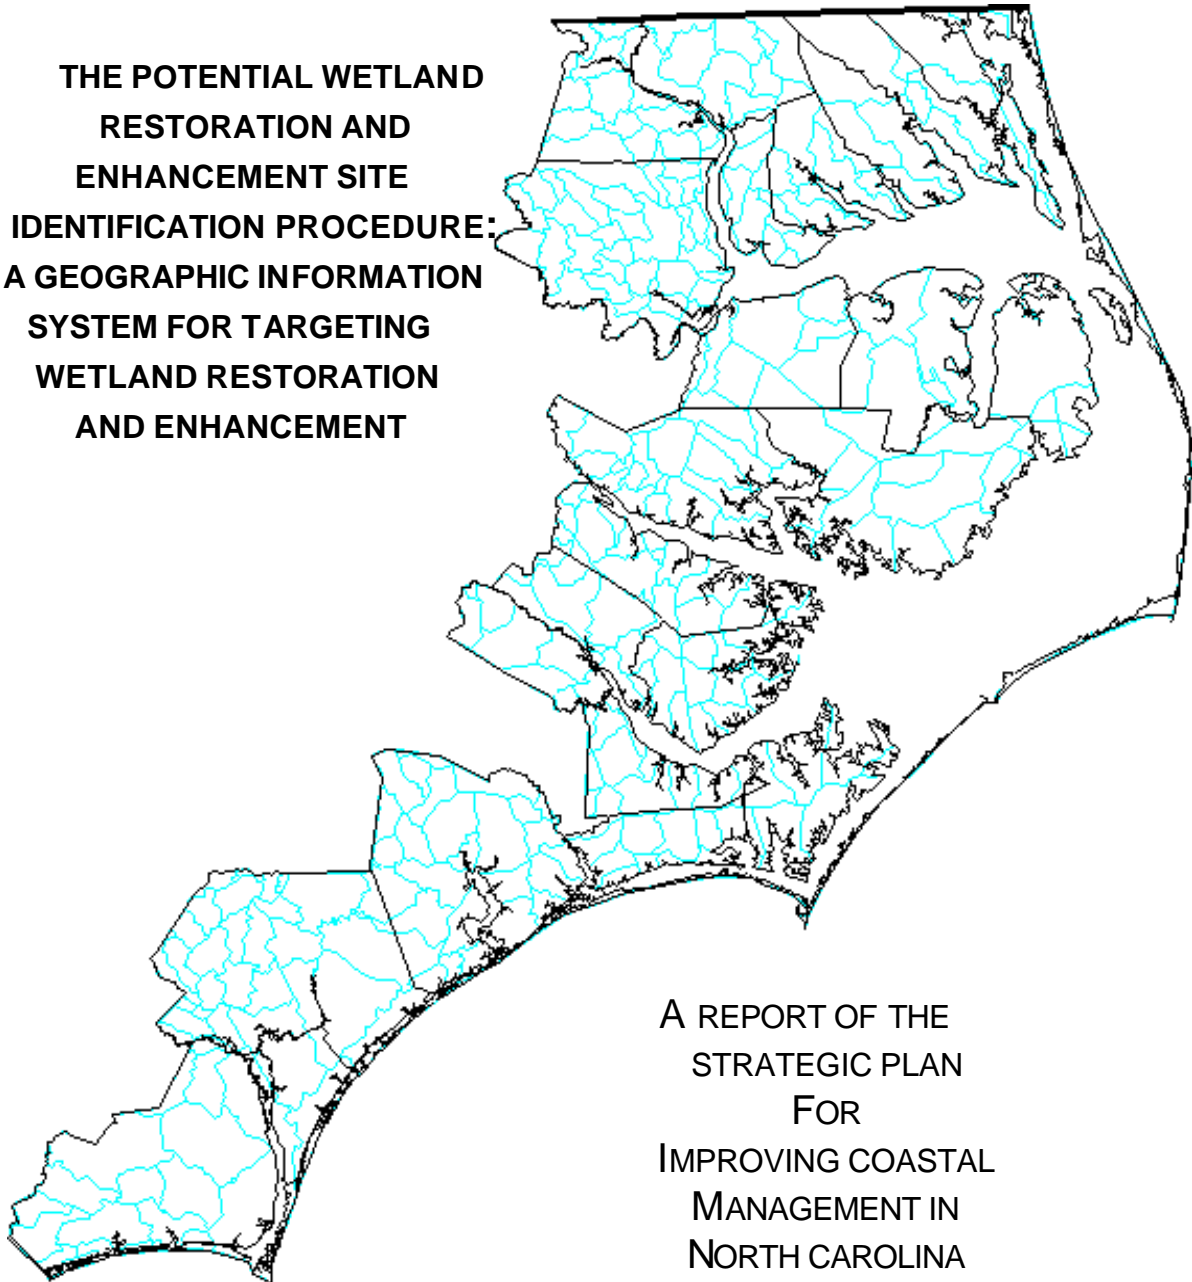 THE POTENTIAL WETLAND
RESTORATION AND
ENHANCEMENT SITE
IDENTIFICATION PROCEDURE:
A GEOGRAPHIC INFORMATION
SYSTEM FOR TARGETING
WETLAND RESTORATION
AND ENHANCEMENT
A REPORT OF THE
STRATEGIC PLAN
FOR
IMPROVING COASTAL
MANAGEMENT IN
NORTH CAROLINA